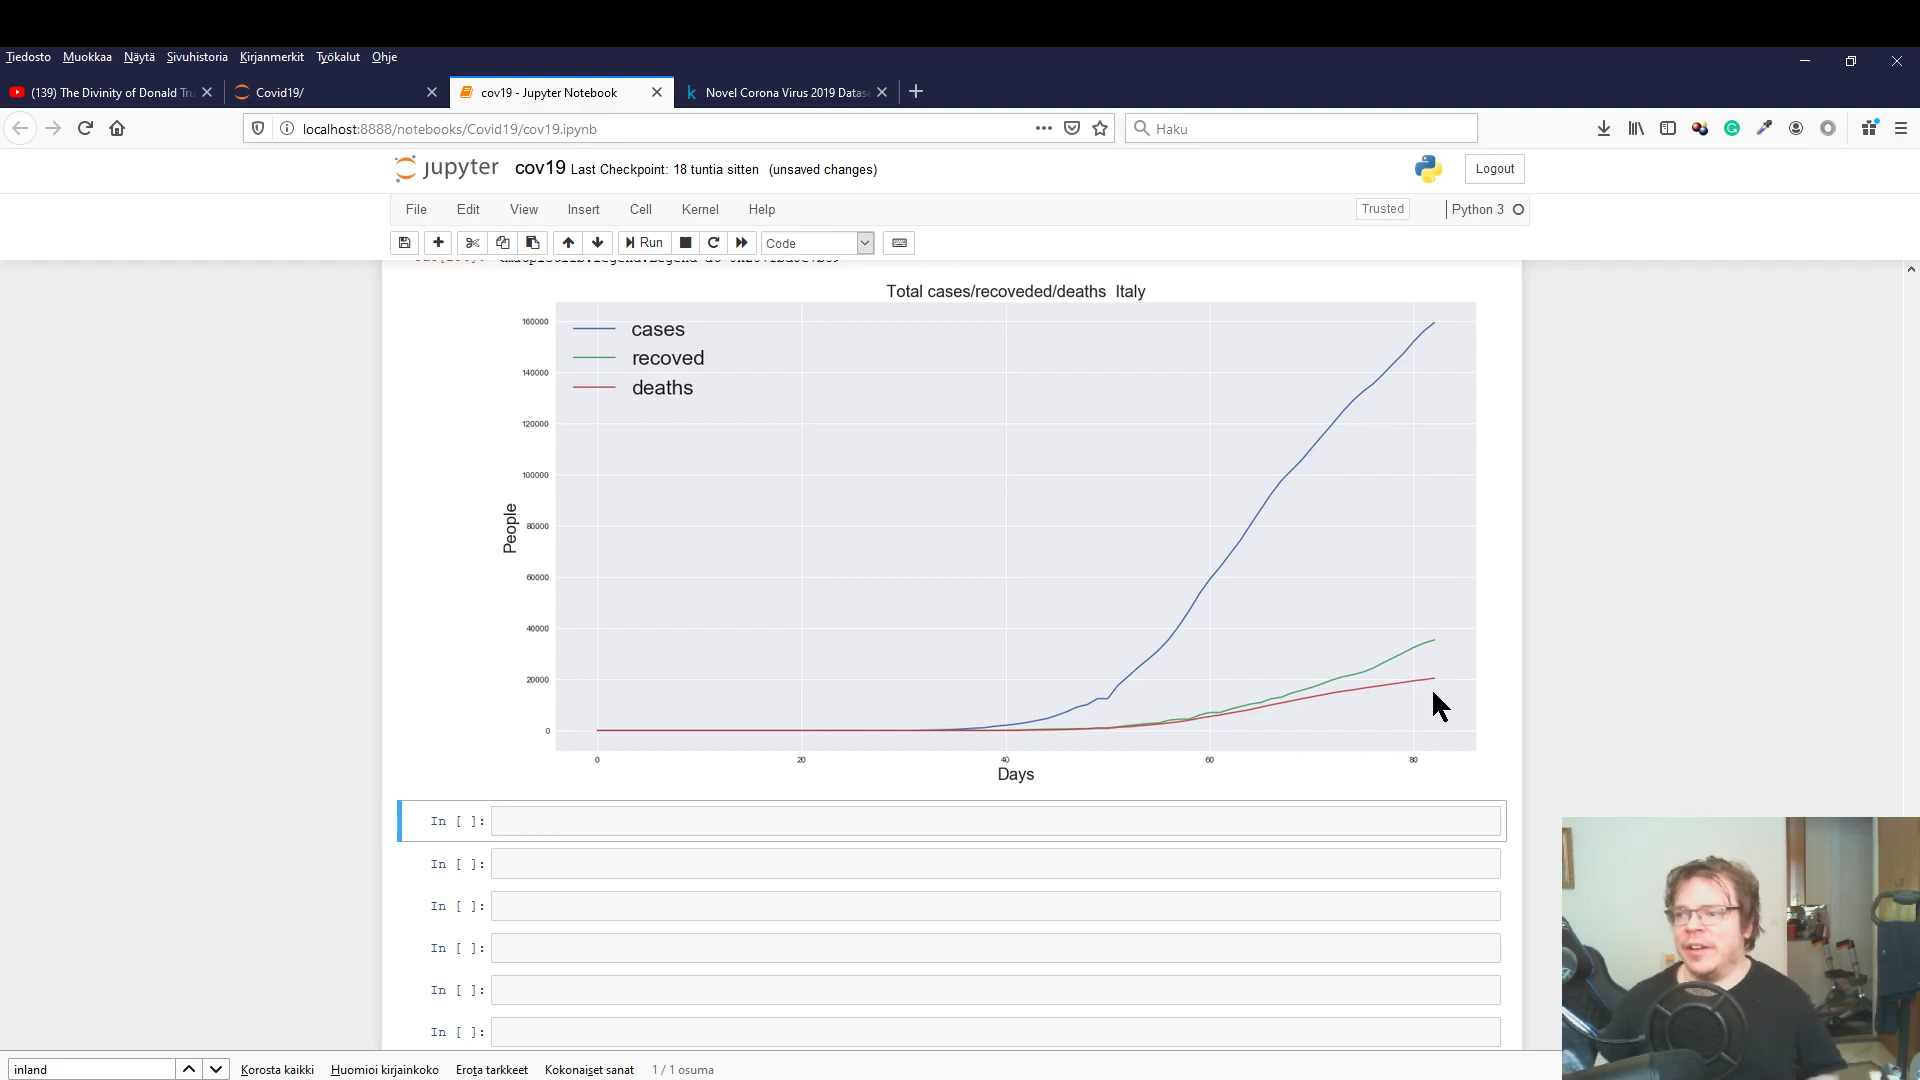 Tiedosto Muokkaa Näytä Sivuhistoria Kirjanmerkit Työkalut Ohje
(139) The Divinity of Donald Tru
Covid19/
cov19 - Jupyter Notebook
Novel Corona Virus 2019 Datas
localhost:8888/notebooks/Covid19/cov19.ipynb
Haku
jupyter cov19 Last Checkpoint: 18 tuntia sitten (unsaved changes)
Logout
File Edit View Insert Cell Kernel Help
Trusted
Python 3
Run
Code
Total cases/recoveded/deaths Italy
cases
recoved
deaths
160000
140000
120000
100000
80000
60000
40000
20000
0
People
0 20 40 60 80
Days
In [ ]:
In [ ]:
In [ ]:
In [ ]:
In [ ]:
In [ ]:
inland
Korosta kaikki Huomioi kirjainkoko Erota tarkkeet Kokonaiset sanat 1 / 1 osuma